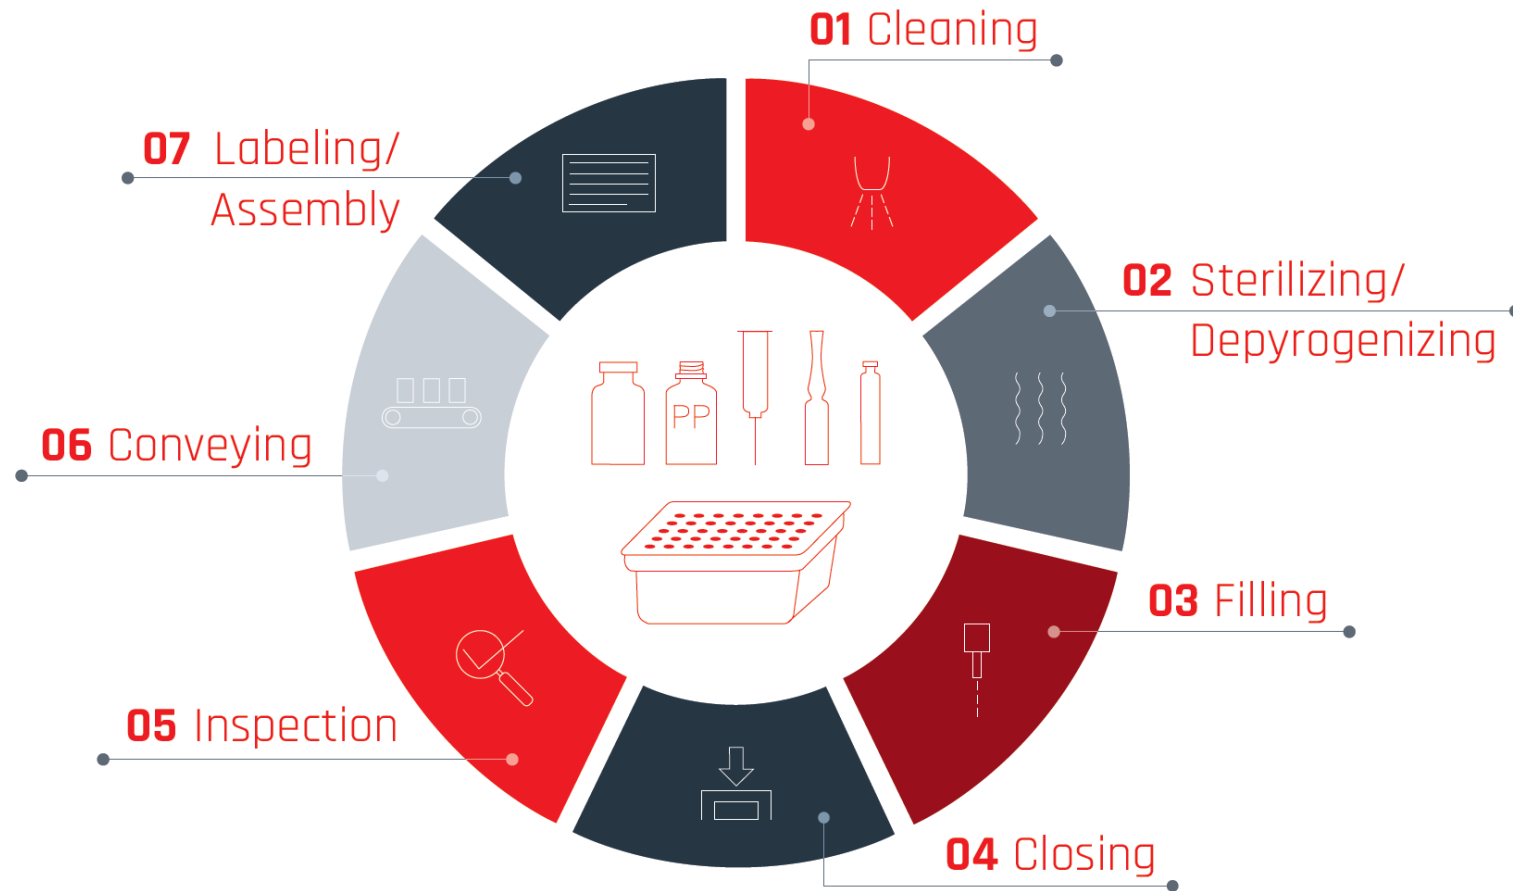 01 Cleaning
02 Sterilizing/
Depyrogenizing
03 Filling
04 Closing
05 Inspection
06 Conveying
07 Labeling/
Assembly
PP